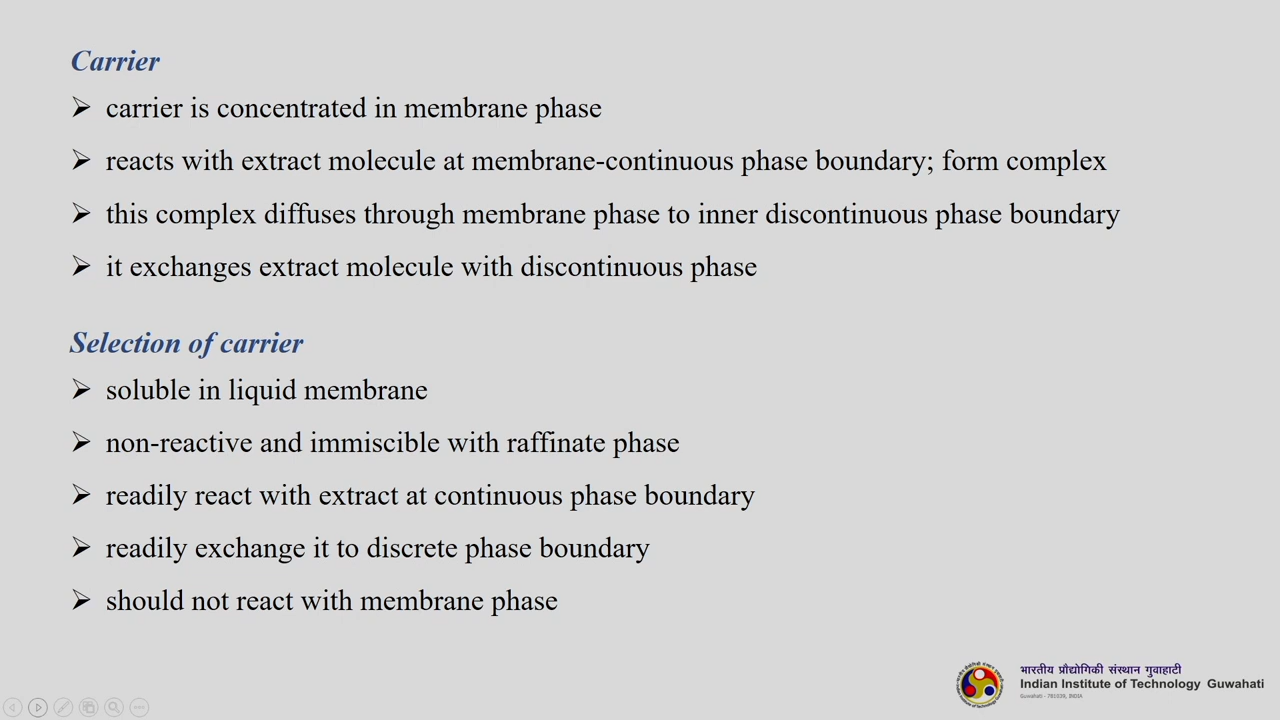 Carrier
➢ carrier is concentrated in membrane phase
➢ reacts with extract molecule at membrane-continuous phase boundary; form complex
➢ this complex diffuses through membrane phase to inner discontinuous phase boundary
➢ it exchanges extract molecule with discontinuous phase
Selection of carrier
➢ soluble in liquid membrane
➢ non-reactive and immiscible with raffinate phase
➢ readily react with extract at continuous phase boundary
➢ readily exchange it to discrete phase boundary
➢ should not react with membrane phase
भारतीय प्रौद्योगिकी संस्थान गुवाहाटी
Indian Institute of Technology Guwahati
Guwahati - 781039, INDIA